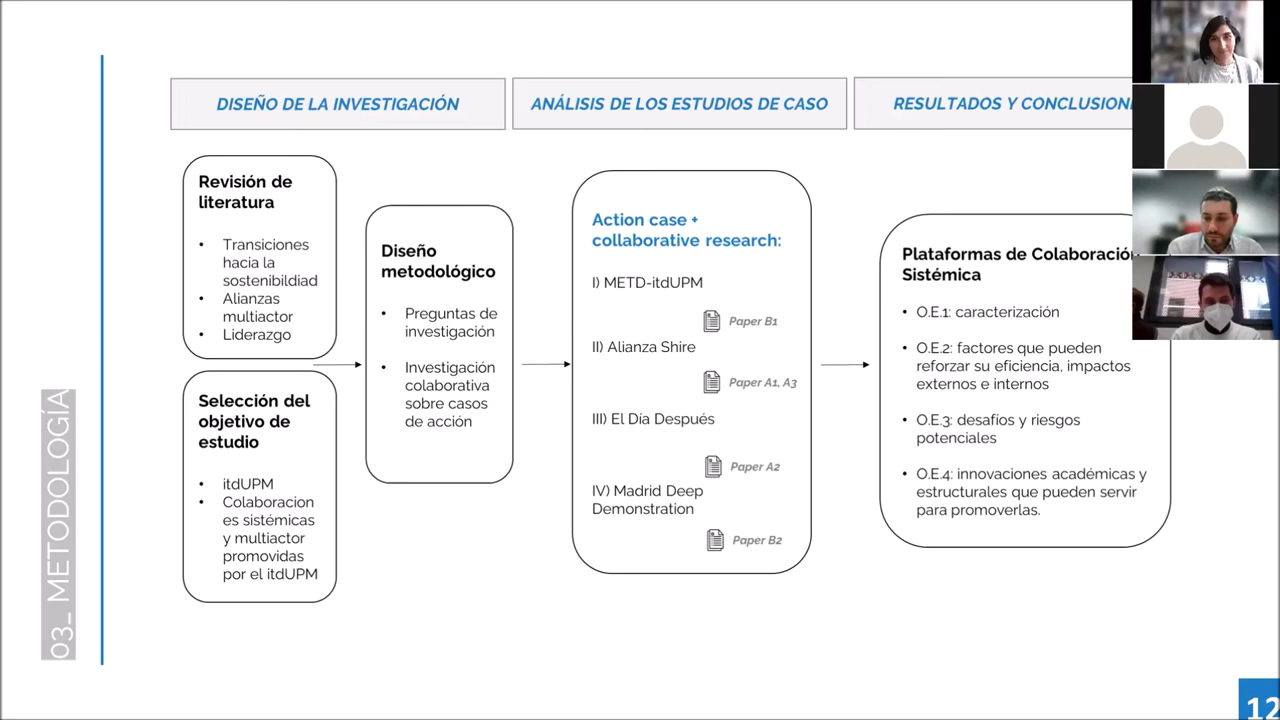 DISEÑO DE LA INVESTIGACIÓN
ANÁLISIS DE LOS ESTUDIOS DE CASO
RESULTADOS Y CONCLUSION
Revisión de
literatura
• Transiciones
hacia la
sostenibildiad
• Alianzas
multiactor
• Liderazgo
Selección del
objetivo de
estudio
• itdUPM
• Colaboracion
es sistémicas
y multiactor
promovidas
por el itdUPM
Diseño
metodológico
• Preguntas de
investigación
• Investigación
colaborativa
sobre casos
de acción
Action case +
collaborative research:
I) METD-itdUPM
Paper B1
II) Alianza Shire
Paper A1, A3
III) El Día Después
Paper A2
IV) Madrid Deep
Demonstration
Paper B2
Plataformas de Colaboración
Sistémica
• O.E.1: caracterización
• O.E.2: factores que pueden
reforzar su eficiencia, impactos
externos e internos
• O.E.3: desafíos y riesgos
potenciales
• O.E.4: innovaciones académicas y
estructurales que pueden servir
para promoverlas.
03_ METODOLOGÍA
12